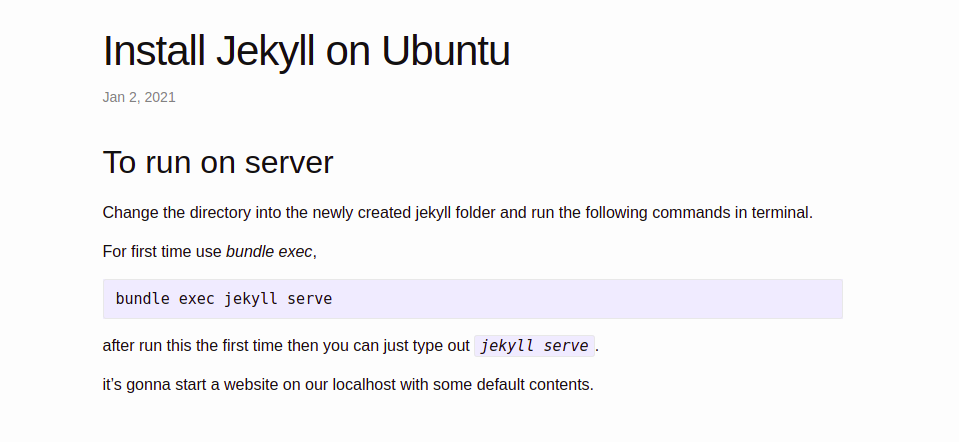 Install Jekyll on Ubuntu
Jan 2, 2021
To run on server
Change the directory into the newly created jekyll folder and run the following commands in terminal.
For first time use bundle exec,
bundle exec jekyll serve
after run this the first time then you can just type out jekyll serve.
it’s gonna start a website on our localhost with some default contents.